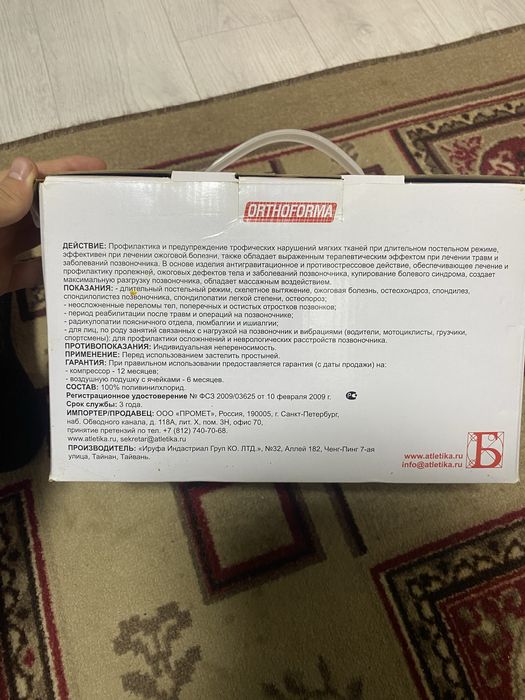 ORTHOFORMA
ДЕЙСТВИЕ: Профилактика и предупреждение трофических нарушений мягких тканей при длительном постельном режиме,
эффективен при лечении ожоговой болезни, также обладает выраженным терапевтическим эффектом при лечении травм и
заболеваний позвоночника. В основе изделия антигравитационное и противострессовое действие, обеспечивающее лечение и
профилактику пролежней, ожоговых дефектов тела и заболеваний позвоночника, купирование болевого синдрома, создает
максимальную разгрузку позвоночника, обладает массажным воздействием.
ПОКАЗАНИЯ: - длительный постельный режим, скелетное вытяжение, ожоговая болезнь, остеохондроз, спондилез,
спондилолистез позвоночника, спондилопатии легкой степени, остеопороз;
- неосложненные переломы тел, поперечных и остистых отростков позвонков;
- период реабилитации после травм и операций на позвоночнике;
- радикулопатии поясничного отдела, люмбалгии и ишиалгии;
- для лиц, по роду занятий связанных с нагрузкой на позвоночник и вибрациями (водители, мотоциклисты, грузчики,
спортсмены): для профилактики осложнений и неврологических расстройств позвоночника.
ПРОТИВОПОКАЗАНИЯ: Индивидуальная непереносимость.
ПРИМЕНЕНИЕ: Перед использованием застелить простыней.
ГАРАНТИЯ: При правильном использовании предоставляется гарантия (с даты продажи) на:
- компрессор - 12 месяцев;
- воздушную подушку с ячейками - 6 месяцев.
СОСТАВ: 100% поливинилхлорид.
Регистрационное удостоверение № ФСЗ 2009/03625 от 10 февраля 2009 г.
Срок службы: 3 года.
ИМПОРТЕР/ПРОДАВЕЦ: ООО «ПРОМЕТ», Россия, 190005, г. Санкт-Петербург,
наб. Обводного канала, д. 118А, лит. Х, пом. 3Н, офис 70,
принятие претензий по тел. +7 (812) 740-70-68.
www.atletika.ru, sekretar@atletika.ru
ПРОИЗВОДИТЕЛЬ: «Ируфа Индастриал Груп КО. ЛТД.», №32, Аллей 182, Ченг-Пинг 7-ая
улица, Тайнан, Тайвань.
www.atletika.ru
info@atletika.ru
Б